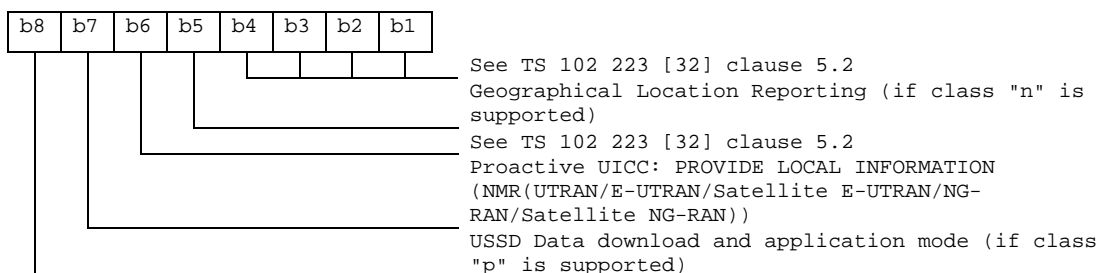 b8 b7 b6 b5 b4 b3 b2 b1
See TS 102 223 [32] clause 5.2
Geographical Location Reporting (if class "n" is
supported)
See TS 102 223 [32] clause 5.2
Proactive UICC: PROVIDE LOCAL INFORMATION
(NMR(UTRAN/E-UTRAN/Satellite E-UTRAN/NG-
RAN/Satellite NG-RAN))
USSD Data download and application mode (if class
"p" is supported)